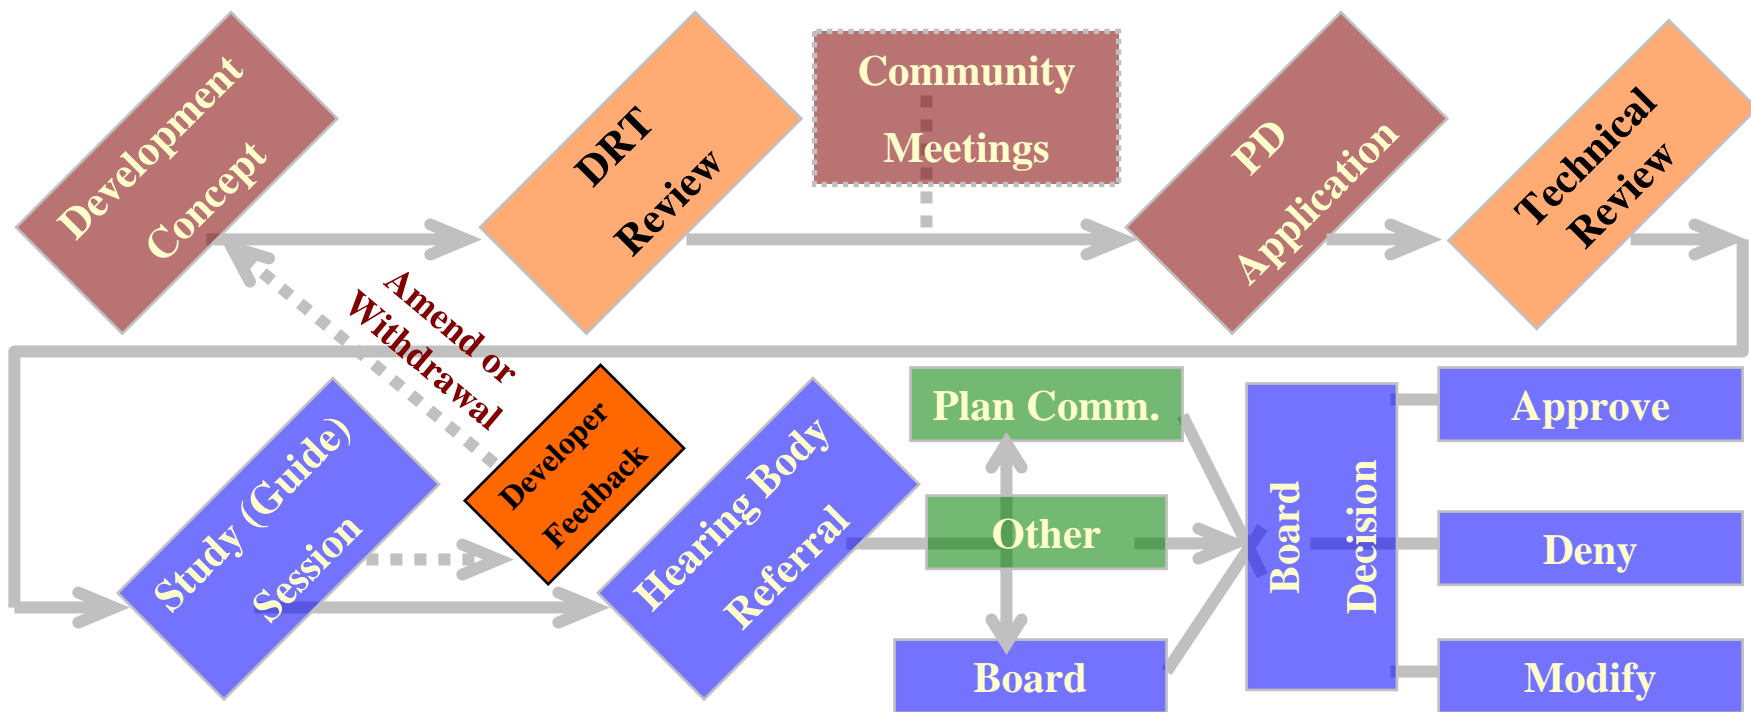 Development
Concept
DRT
Review
Community
Meetings
PD
Application
Technical
Review
Amend or
Withdrawal
Study (Guide)
Session
Developer
Feedback
Hearing Body
Referral
Plan Comm.
Other
Board
Board
Decision
Approve
Deny
Modify